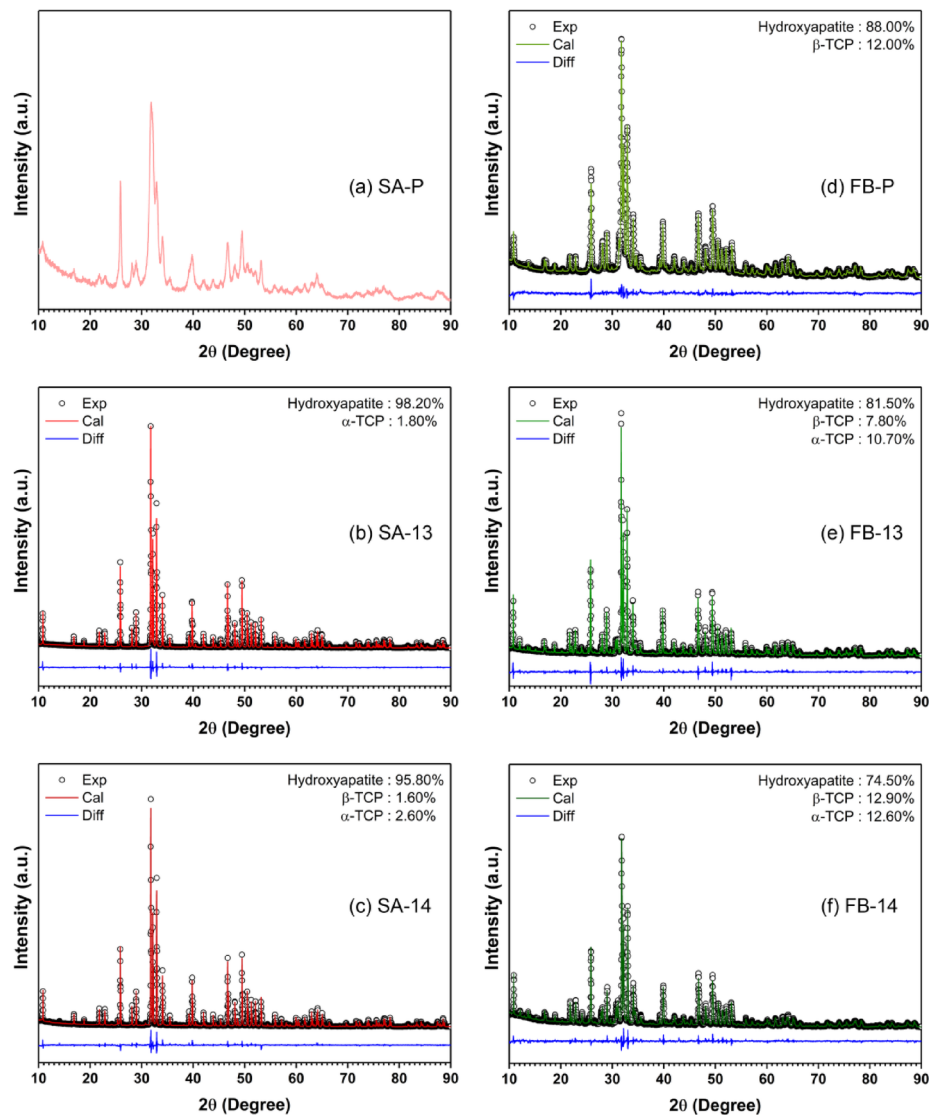 Intensity (a.u.)
(a) SA-P
10 20 30 40 50 60 70 80 90
2θ (Degree)
Intensity (a.u.)
Exp
Cal
Diff
Hydroxyapatite : 88.00%
β-TCP : 12.00%
(d) FB-P
10 20 30 40 50 60 70 80 90
2θ (Degree)
Intensity (a.u.)
Exp
Cal
Diff
Hydroxyapatite : 98.20%
α-TCP : 1.80%
(b) SA-13
10 20 30 40 50 60 70 80 90
2θ (Degree)
Intensity (a.u.)
Exp
Cal
Diff
Hydroxyapatite : 81.50%
β-TCP : 7.80%
α-TCP : 10.70%
(e) FB-13
10 20 30 40 50 60 70 80 90
2θ (Degree)
Intensity (a.u.)
Exp
Cal
Diff
Hydroxyapatite : 95.80%
β-TCP : 1.60%
α-TCP : 2.60%
(c) SA-14
10 20 30 40 50 60 70 80 90
2θ (Degree)
Intensity (a.u.)
Exp
Cal
Diff
Hydroxyapatite : 74.50%
β-TCP : 12.90%
α-TCP : 12.60%
(f) FB-14
10 20 30 40 50 60 70 80 90
2θ (Degree)